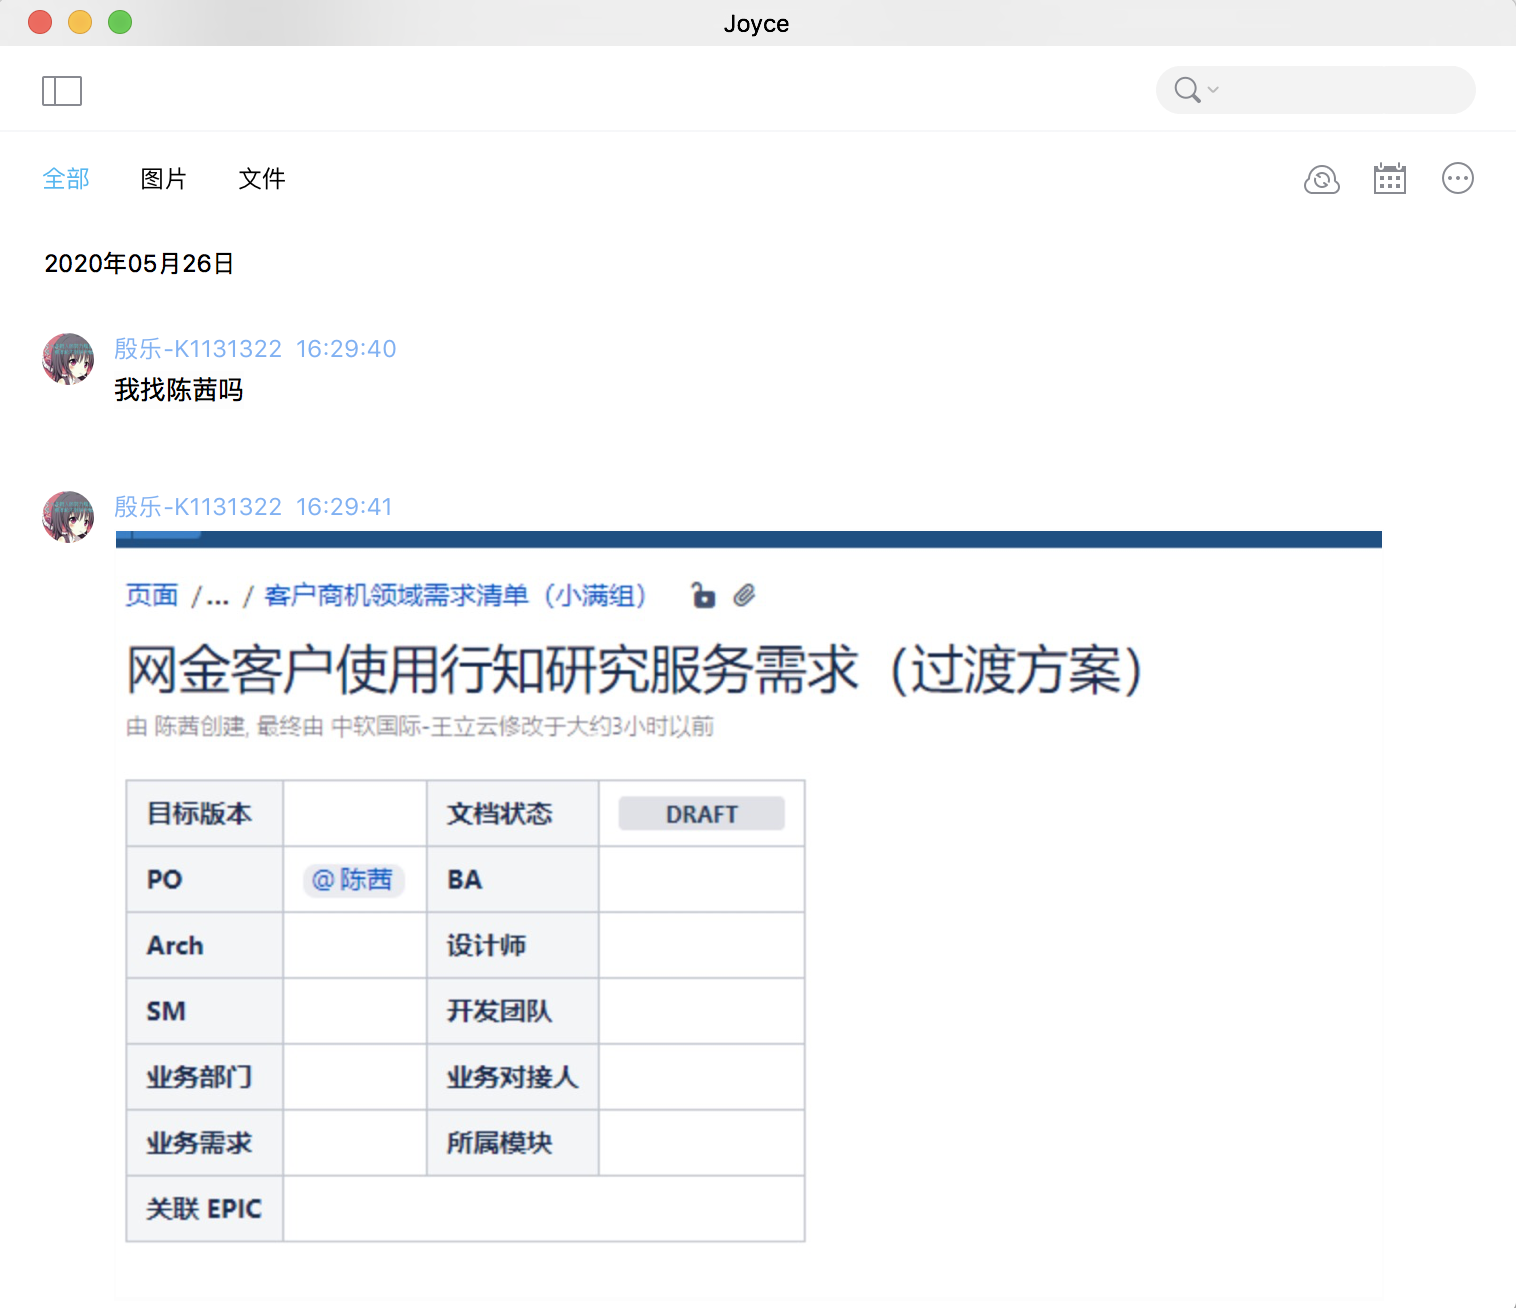 Joyce
全部 图片 文件
2020年05月26日
殷乐-K1131322 16:29:40
我找陈茜吗
殷乐-K1131322 16:29:41
页面 /... / 客户商机领域需求清单（小满组）
网金客户使用行知研究服务需求（过渡方案）
由 陈茜创建, 最终由 中软国际-王立云修改于大约3小时以前
目标版本 文档状态 DRAFT
PO @陈茜 BA
Arch 设计师
SM 开发团队
业务部门 业务对接人
业务需求 所属模块
关联 EPIC